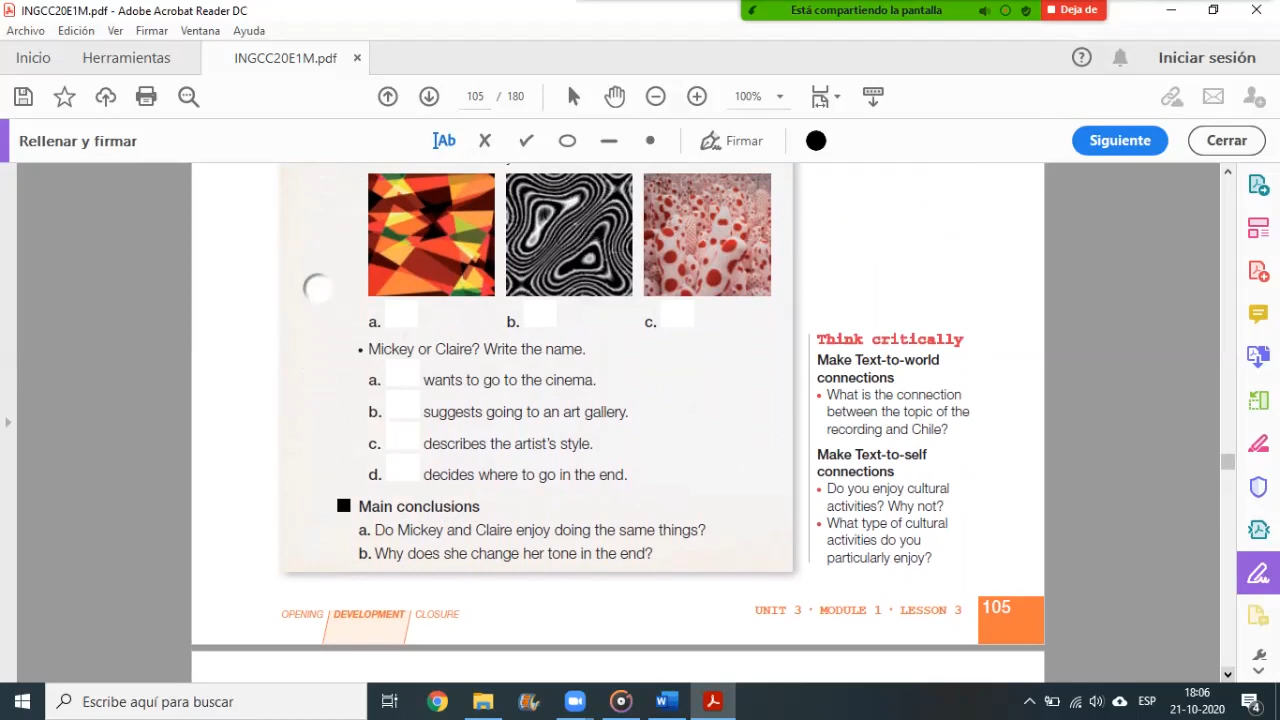 INGCC20E1M.pdf - Adobe Acrobat Reader DC
Está compartiendo la pantalla
Deja de
Archivo Edición Ver Firmar Ventana Ayuda
Inicio Herramientas INGCC20E1M.pdf × Iniciar sesión
105 / 180 100%
Rellenar y firmar Ab Firmar Siguiente Cerrar
a. b. c.
• Mickey or Claire? Write the name.
a. wants to go to the cinema.
b. suggests going to an art gallery.
c. describes the artist's style.
d. decides where to go in the end.
Main conclusions
a. Do Mickey and Claire enjoy doing the same things?
b. Why does she change her tone in the end?
Think critically
Make Text-to-world
connections
• What is the connection
between the topic of the
recording and Chile?
Make Text-to-self
connections
• Do you enjoy cultural
activities? Why not?
• What type of cultural
activities do you
particularly enjoy?
OPENING DEVELOPMENT CLOSURE
UNIT 3 · MODULE 1 · LESSON 3 105
Escribe aquí para buscar
ESP
18:06
21-10-2020
4